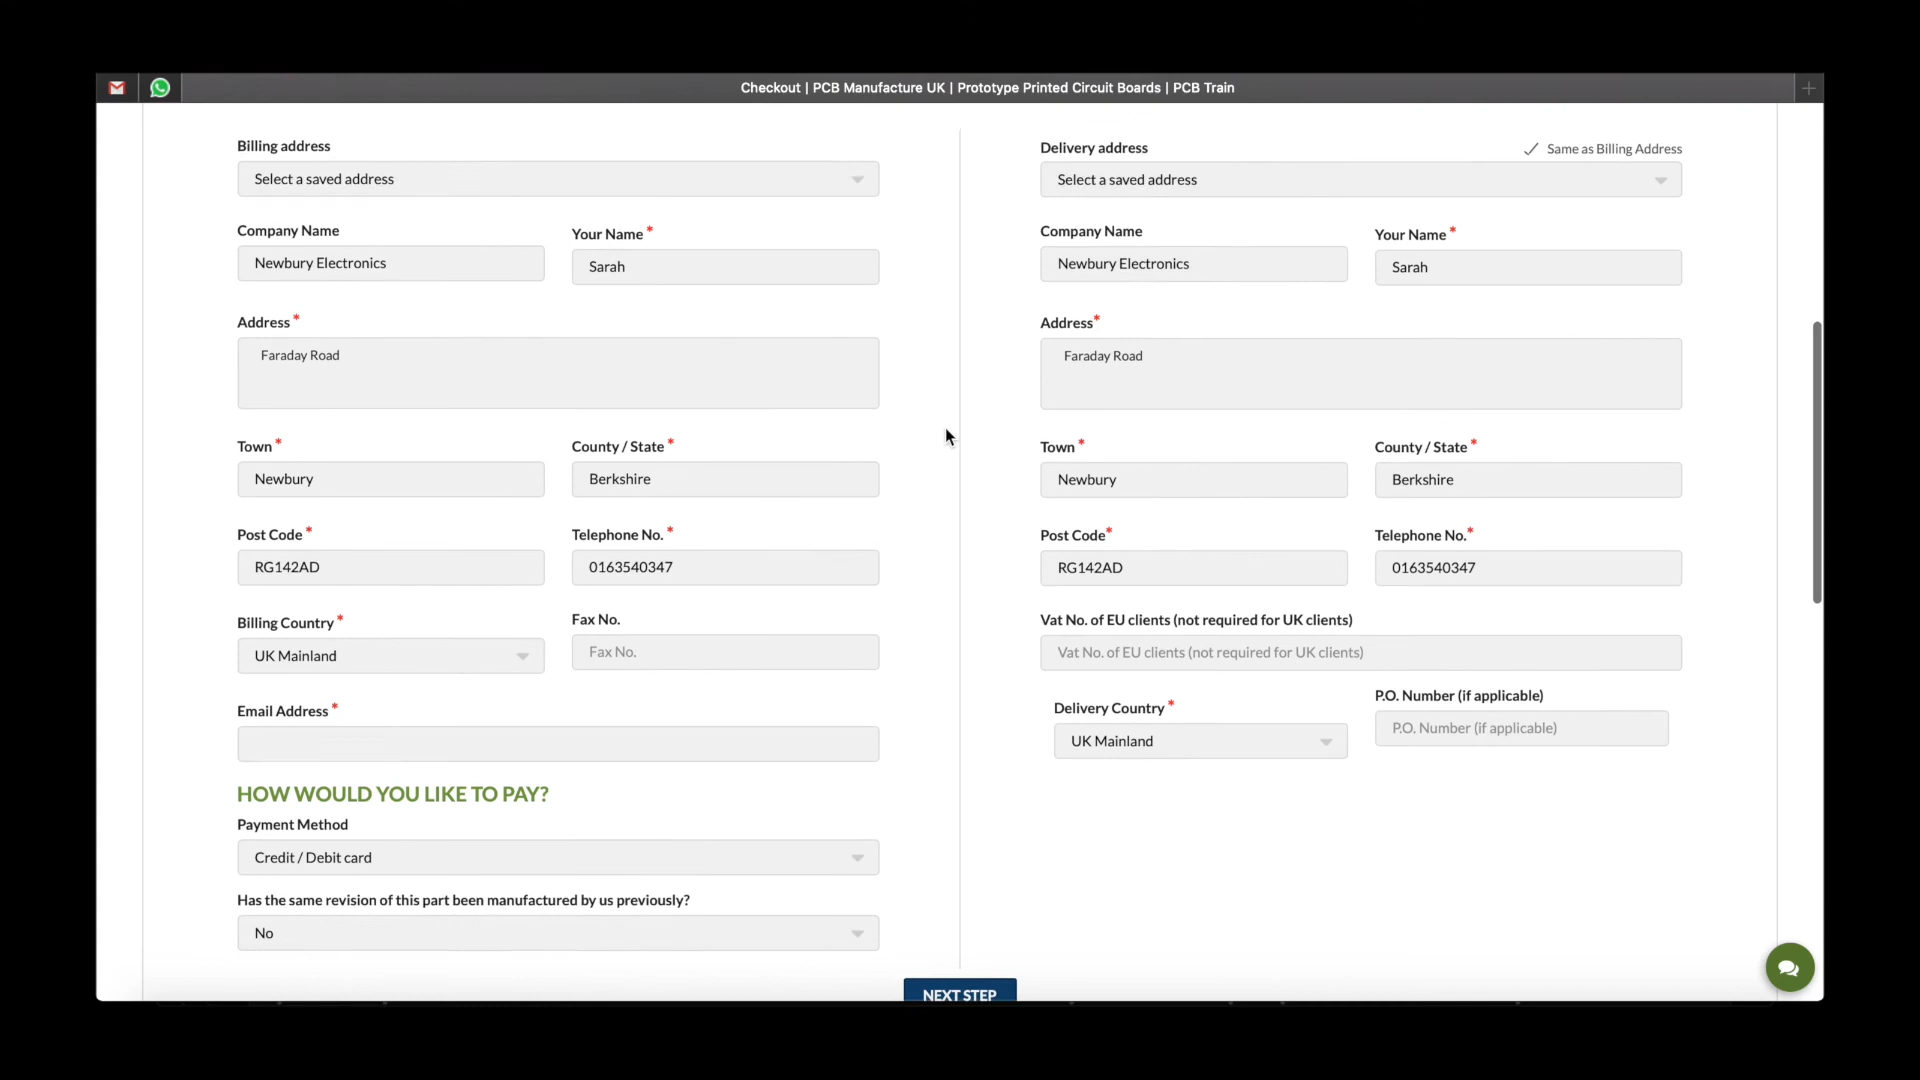 Checkout | PCB Manufacture UK | Prototype Printed Circuit Boards | PCB Train
Billing address
Select a saved address
Company Name
Your Name *
Newbury Electronics
Sarah
Address *
Faraday Road
Town *
County / State *
Newbury
Berkshire
Post Code *
Telephone No. *
RG142AD
0163540347
Billing Country *
Fax No.
UK Mainland
Fax No.
Email Address *
HOW WOULD YOU LIKE TO PAY?
Payment Method
Credit / Debit card
Has the same revision of this part been manufactured by us previously?
No
Delivery address
Same as Billing Address
Select a saved address
Company Name
Your Name *
Newbury Electronics
Sarah
Address*
Faraday Road
Town *
County / State *
Newbury
Berkshire
Post Code*
Telephone No.*
RG142AD
0163540347
Vat No. of EU clients (not required for UK clients)
Vat No. of EU clients (not required for UK clients)
Delivery Country *
P.O. Number (if applicable)
UK Mainland
P.O. Number (if applicable)
NEXT STEP